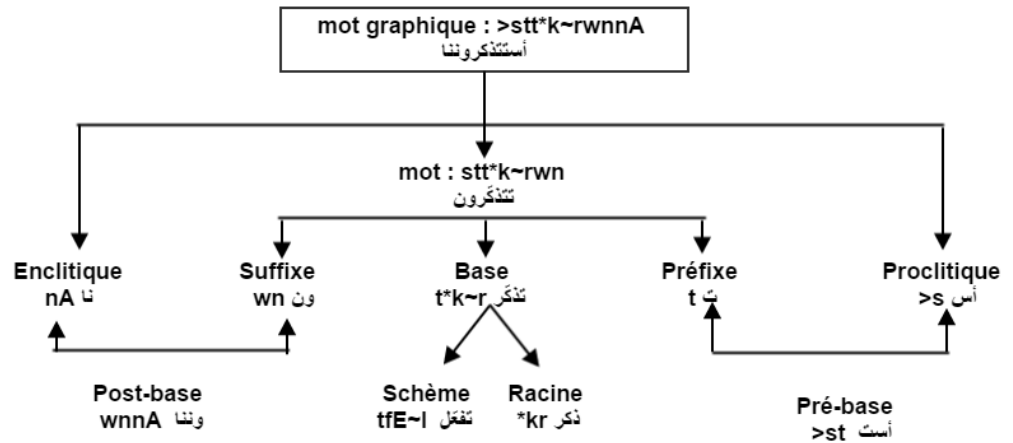 mot graphique : >stt*k~rwnnA
أستتذكروننا
mot : stt*k~rwn
تتذكّرون
Enclitique
nA نا
Suffixe
wn ون
Base
t*k~r تذكّر
Préfixe
t ت
Proclitique
>s أس
Post-base
wnnA وننا
Schème
tfE~l تفعّل
Racine
*kr ذكر
Pré-base
>st أست